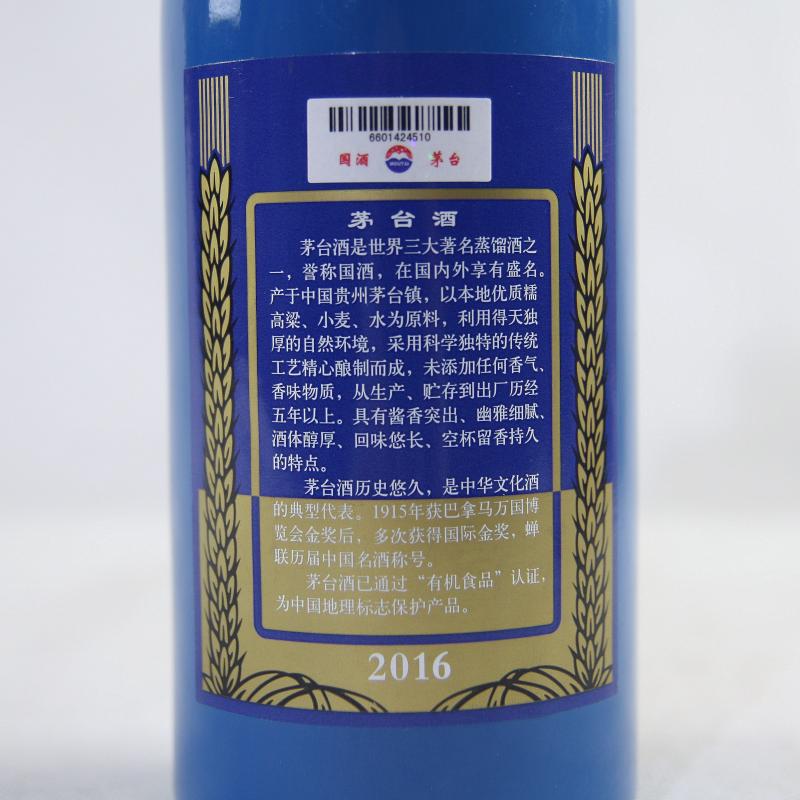 6601424510
国酒 MOUTAI 茅台
茅台酒
茅台酒是世界三大著名蒸馏酒之
一，誉称国酒，在国内外享有盛名。
产于中国贵州茅台镇，以本地优质糯
高粱、小麦、水为原料，利用得天独
厚的自然环境，采用科学独特的传统
工艺精心酿制而成，未添加任何香气、
香味物质，从生产、贮存到出厂历经
五年以上。具有酱香突出、幽雅细腻、
酒体醇厚、回味悠长、空杯留香持久
的特点。
茅台酒历史悠久，是中华文化酒
的典型代表。1915年获巴拿马万国博
览会金奖后，多次获得国际金奖，蝉
联历届中国名酒称号。
茅台酒已通过“有机食品”认证，
为中国地理标志保护产品。
2016